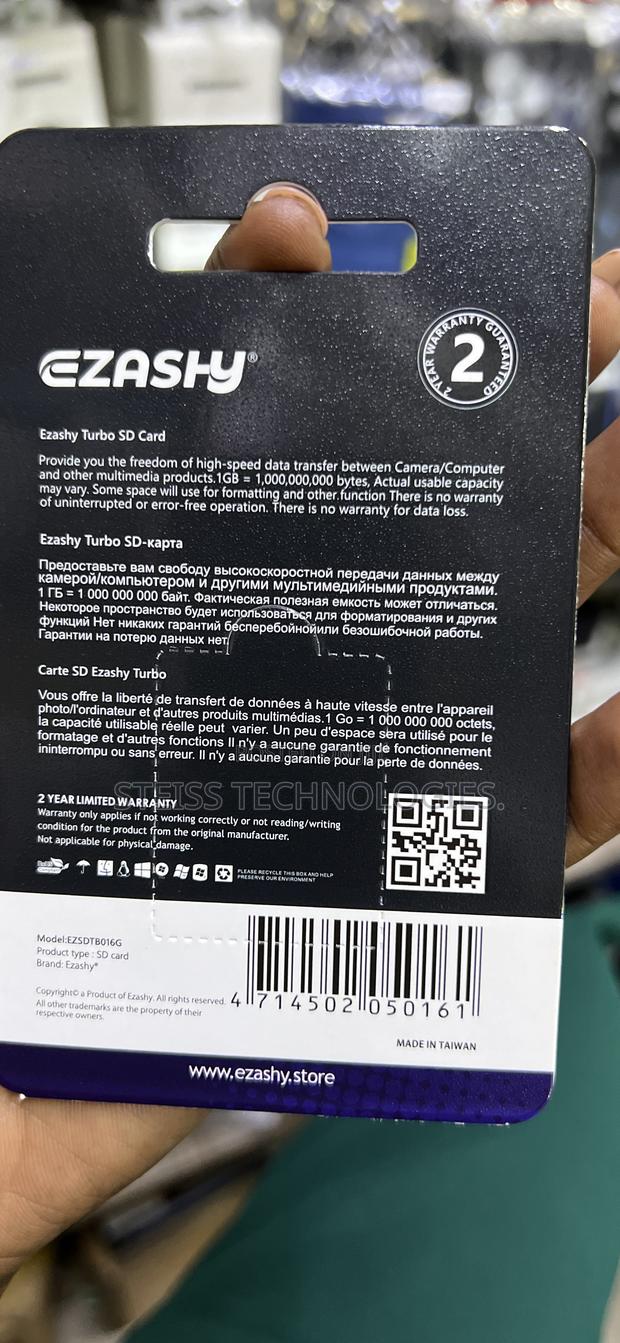 EZASHY®
2 YEAR WARRANTY GUARANTEED
2
Ezashy Turbo SD Card
Provide you the freedom of high-speed data transfer between Camera/Computer
and other multimedia products.1GB = 1,000,000,000 bytes, Actual usable capacity
may vary. Some space will use for formatting and other.function There is no warranty
of uninterrupted or error-free operation. There is no warranty for data loss.
Ezashy Turbo SD-карта
Предоставьте вам свободу высокоскоростной передачи данных между
камерой/компьютером и другими мультимедийными продуктами.
1 ГБ = 1 000 000 000 байт. Фактическая полезная емкость может отличаться.
Некоторое пространство будет использоваться для форматирования и других
функций Нет никаких гарантий бесперебойнойили безошибочной работы.
Гарантии на потерю данных нет.
Carte SD Ezashy Turbo
Vous offre la liberté de transfert de données à haute vitesse entre l'appareil
photo/l'ordinateur et d'autres produits multimédias.1 Go = 1 000 000 000 octets,
la capacité utilisable réelle peut varier. Un peu d'espace sera utilisé pour le
formatage et d'autres fonctions Il n'y a aucune garantie de fonctionnement
ininterrompu ou sans erreur. Il n'y a aucune garantie pour la perte de données.
STEISS TECHNOLOGIES.
2 YEAR LIMITED WARRANTY
Warranty only applies if not working correctly or not reading/writing
condition for the product from the original manufacturer.
Not applicable for physical damage.
PLEASE RECYCLE THIS BOX AND HELP
PRESERVE OUR ENVIRONMENT
Model:EZSDTB016G
Product type : SD card
Brand: Ezashy®
Copyright© a Product of Ezashy. All rights reserved.
All other trademarks are the property of their
respective owners.
4 714502 050161
MADE IN TAIWAN
www.ezashy.store